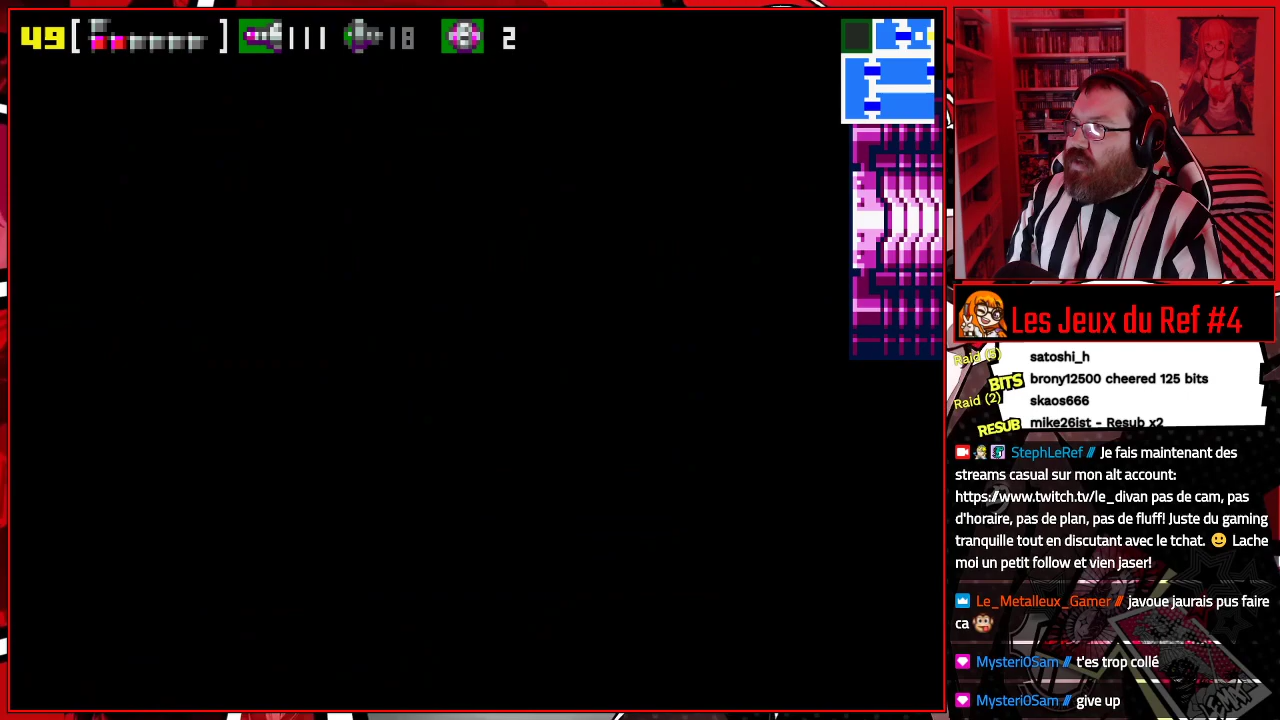 49 [ ] 111 18 2
Les Jeux du Ref #4
Raid (5) satoshi_h
BITS brony12500 cheered 125 bits
Raid (2) skaos666
RESUB mike26ist - Resub x2
StephLeRef /// Je fais maintenant des
streams casual sur mon alt account:
https://www.twitch.tv/le_divan pas de cam, pas
d'horaire, pas de plan, pas de fluff! Juste du gaming
tranquille tout en discutant avec le tchat. 🙂 Lache
moi un petit follow et vien jaser!
Le_Metalleux_Gamer /// javoue jaurais pus faire
ca
Mysteri0Sam /// t'es trop collé
Mysteri0Sam /// give up